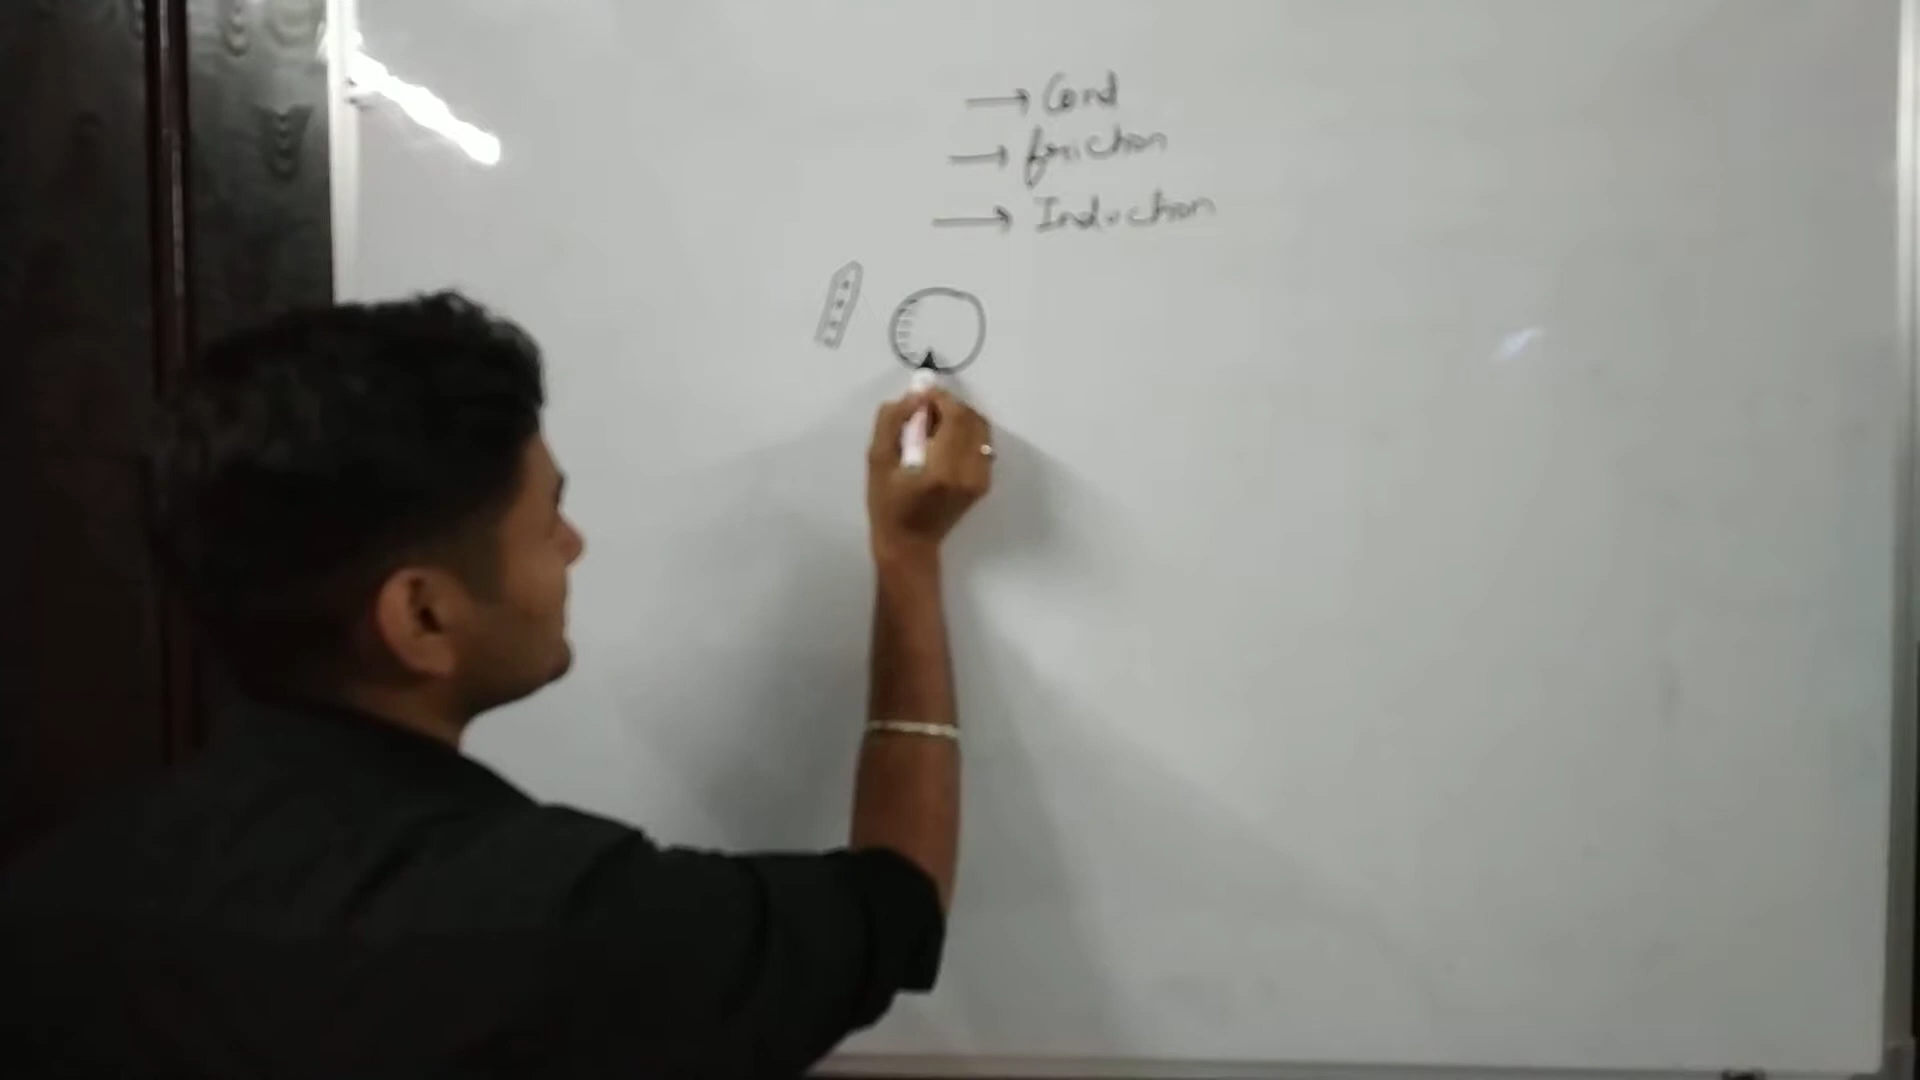 → Cond
→ friction
→ Induction